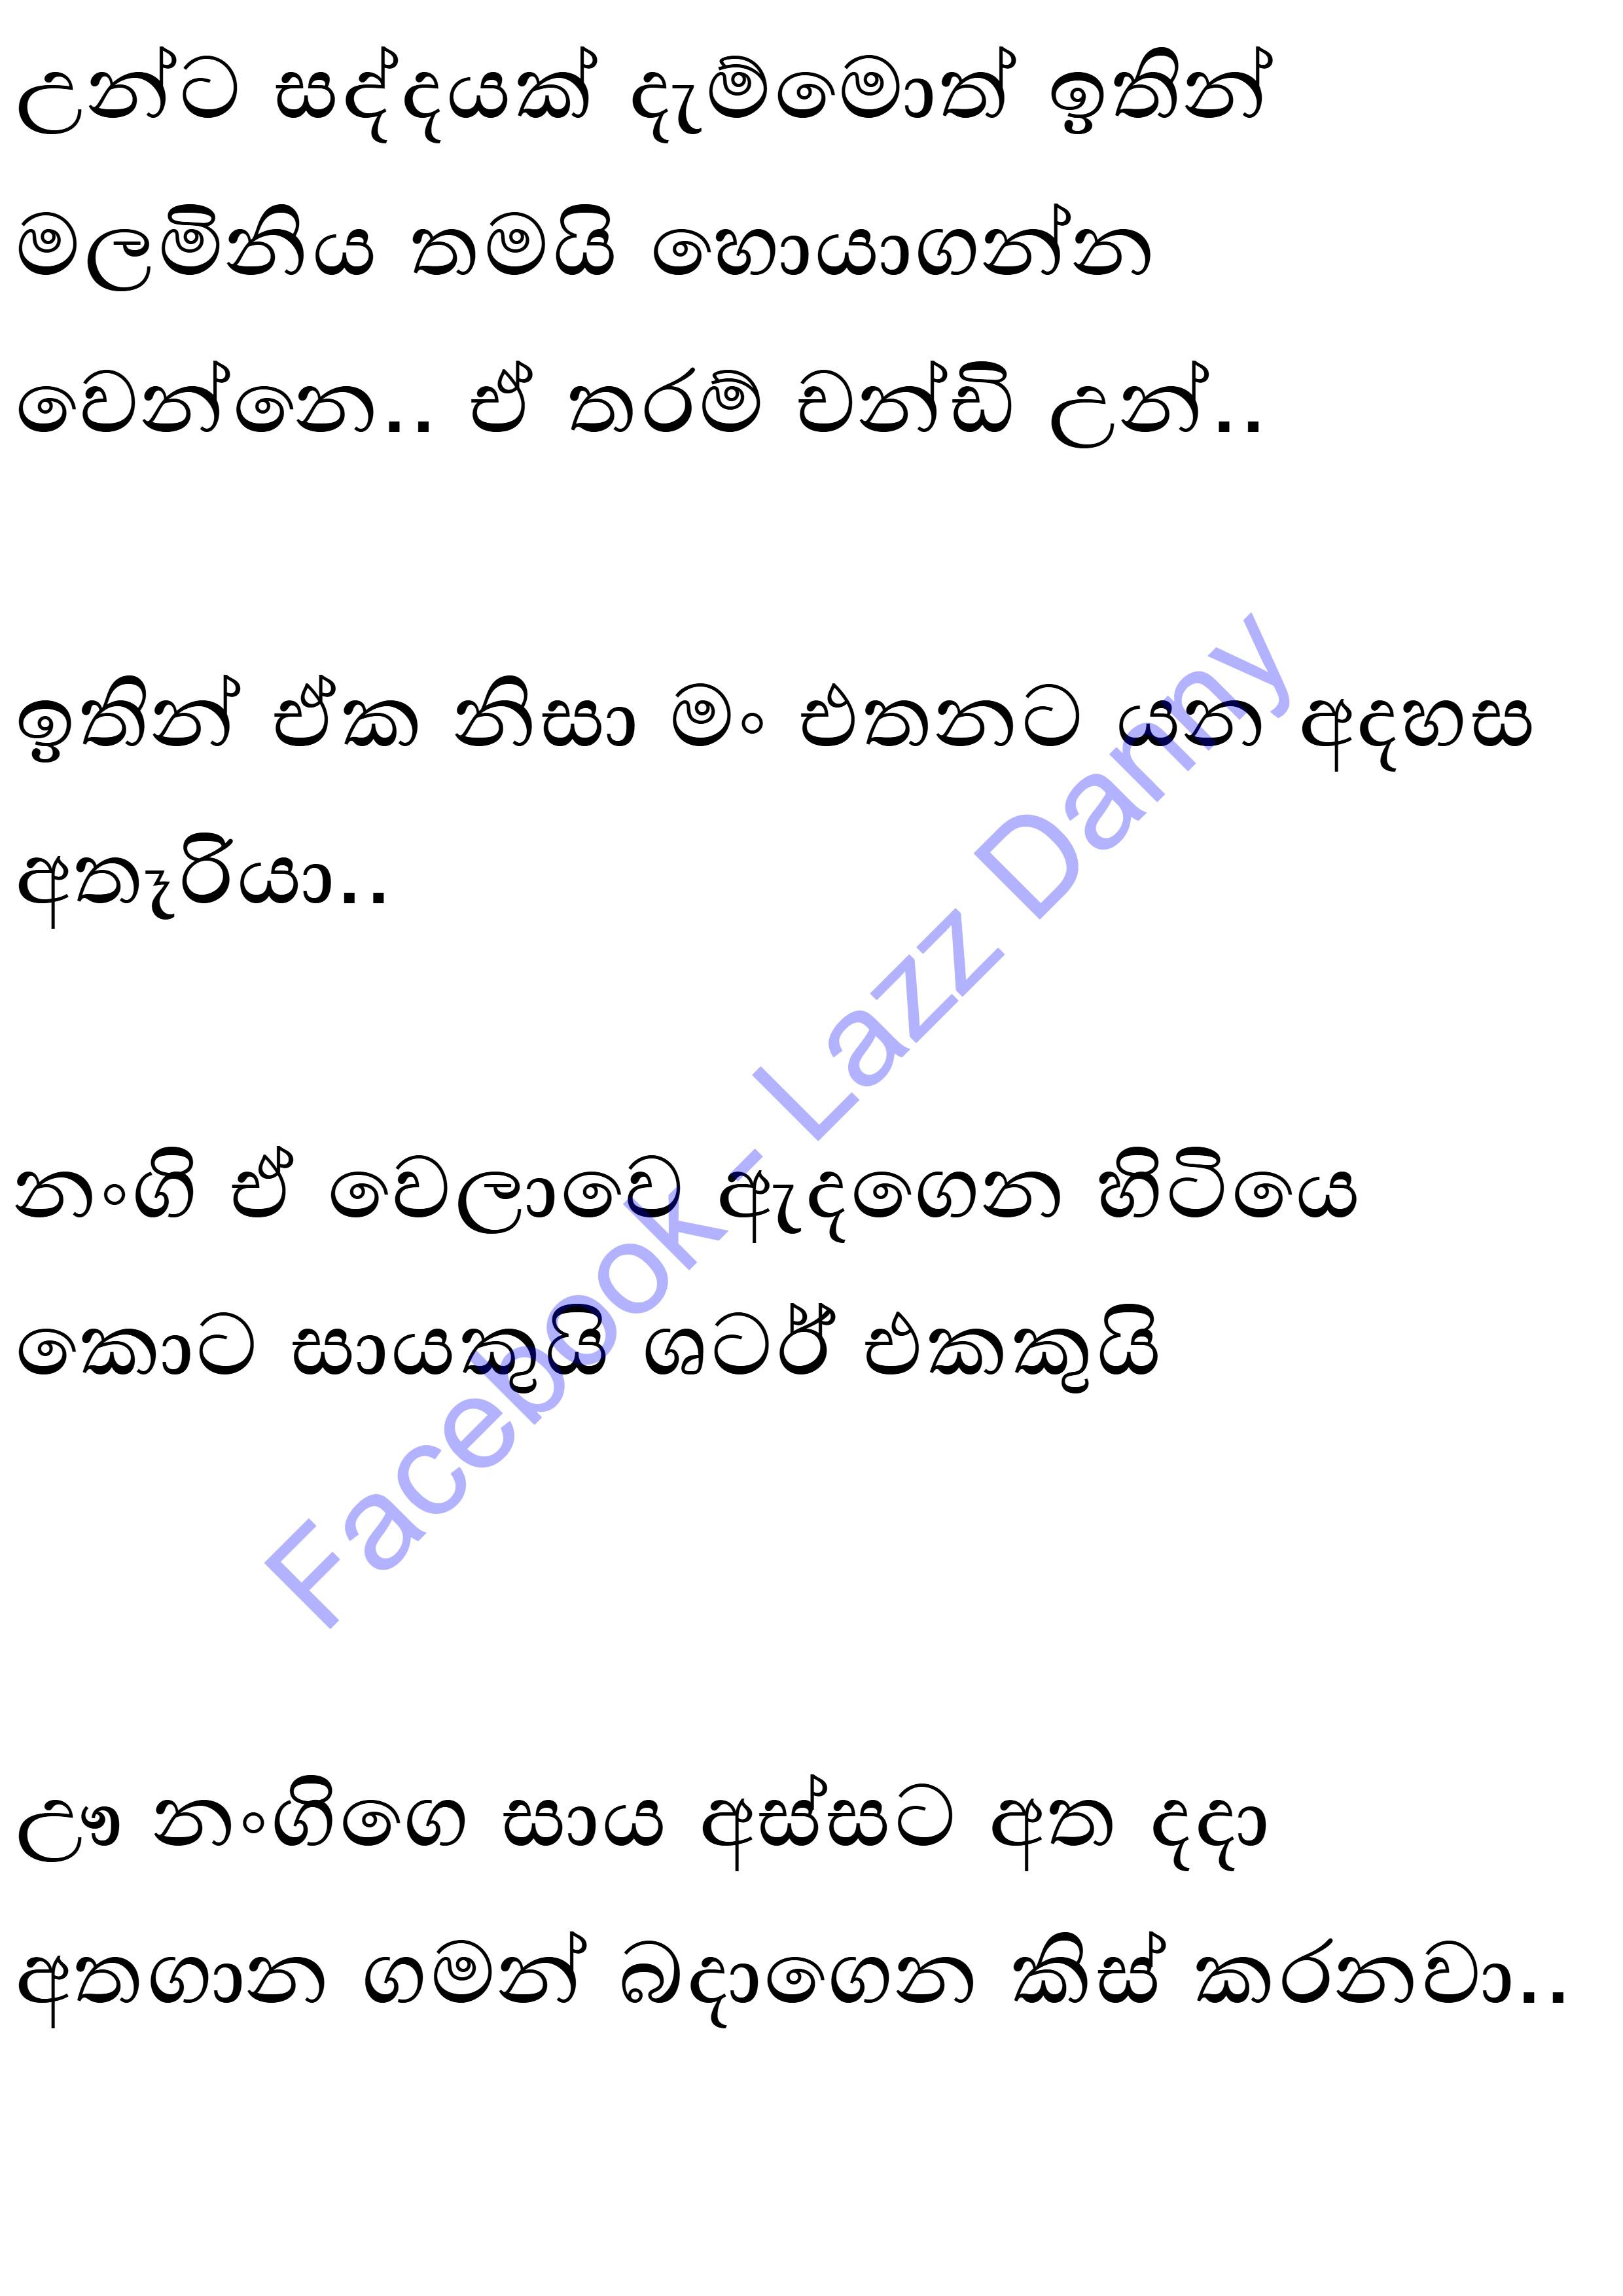 උන්ට සද්දයක් දැම්මොත් ඉතින්
මලමිනිය තමයි හොයාගන්න
වෙන්නෙ.. ඒ තරම් චන්ඩි උන්..
ඉතින් ඒක නිසා මං එතනට යන අදහස
අතෑරියා..
නංගි ඒ වෙලාවෙ ඇදගෙන හිටියෙ
කොට සායකුයි ශටර්ට් එකකුයි
ඌ නංගිගෙ සාය අස්සට අත දදා
අතගාන ගමන් බදාගෙන කිස් කරනවා..
Facebook - Lazz Danny